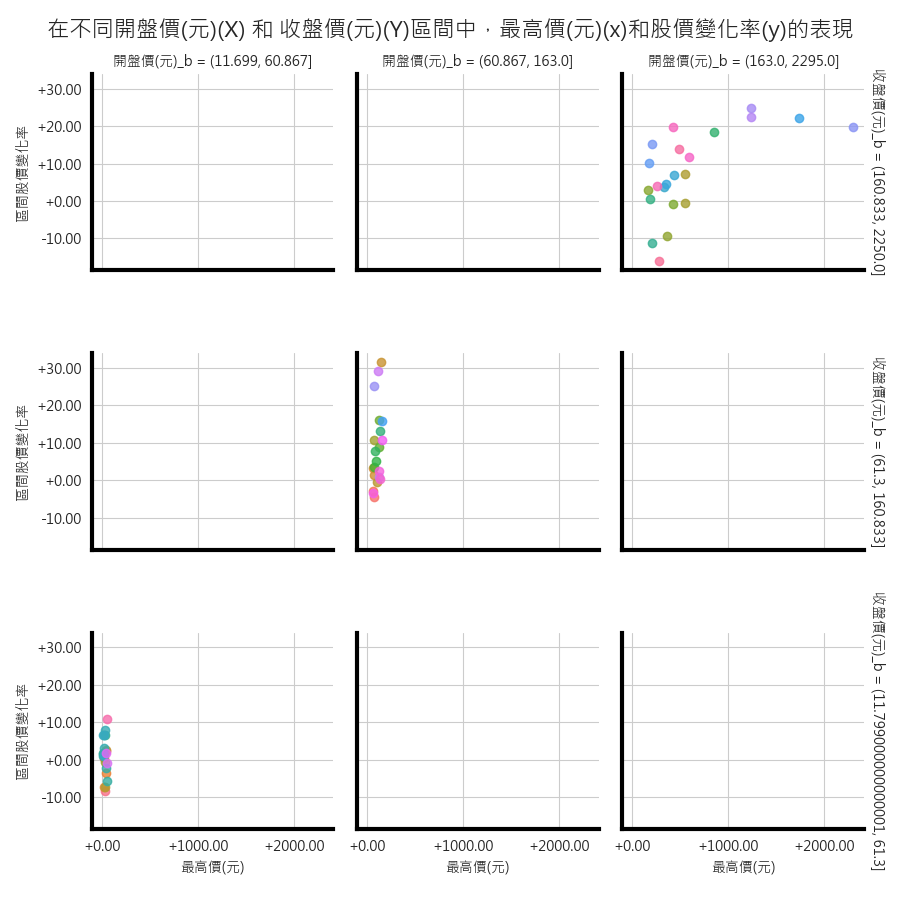 在不同開盤價(元)(X) 和 收盤價(元)(Y)區間中，最高價(元)(x)和股價變化率(y)的表現
開盤價(元)_b = (11.699, 60.867]
開盤價(元)_b = (60.867, 163.0]
開盤價(元)_b = (163.0, 2295.0]
+30.00
+20.00
+10.00
+0.00
-10.00
區間股價變化率
收盤價(元)_b = (160.833, 2250.0]
+30.00
+20.00
+10.00
+0.00
-10.00
區間股價變化率
收盤價(元)_b = (61.3, 160.833]
+30.00
+20.00
+10.00
+0.00
-10.00
區間股價變化率
收盤價(元)_b = (11.799000000000001, 61.3]
+0.00
+1000.00
+2000.00
+0.00
+1000.00
+2000.00
+0.00
+1000.00
+2000.00
最高價(元)
最高價(元)
最高價(元)